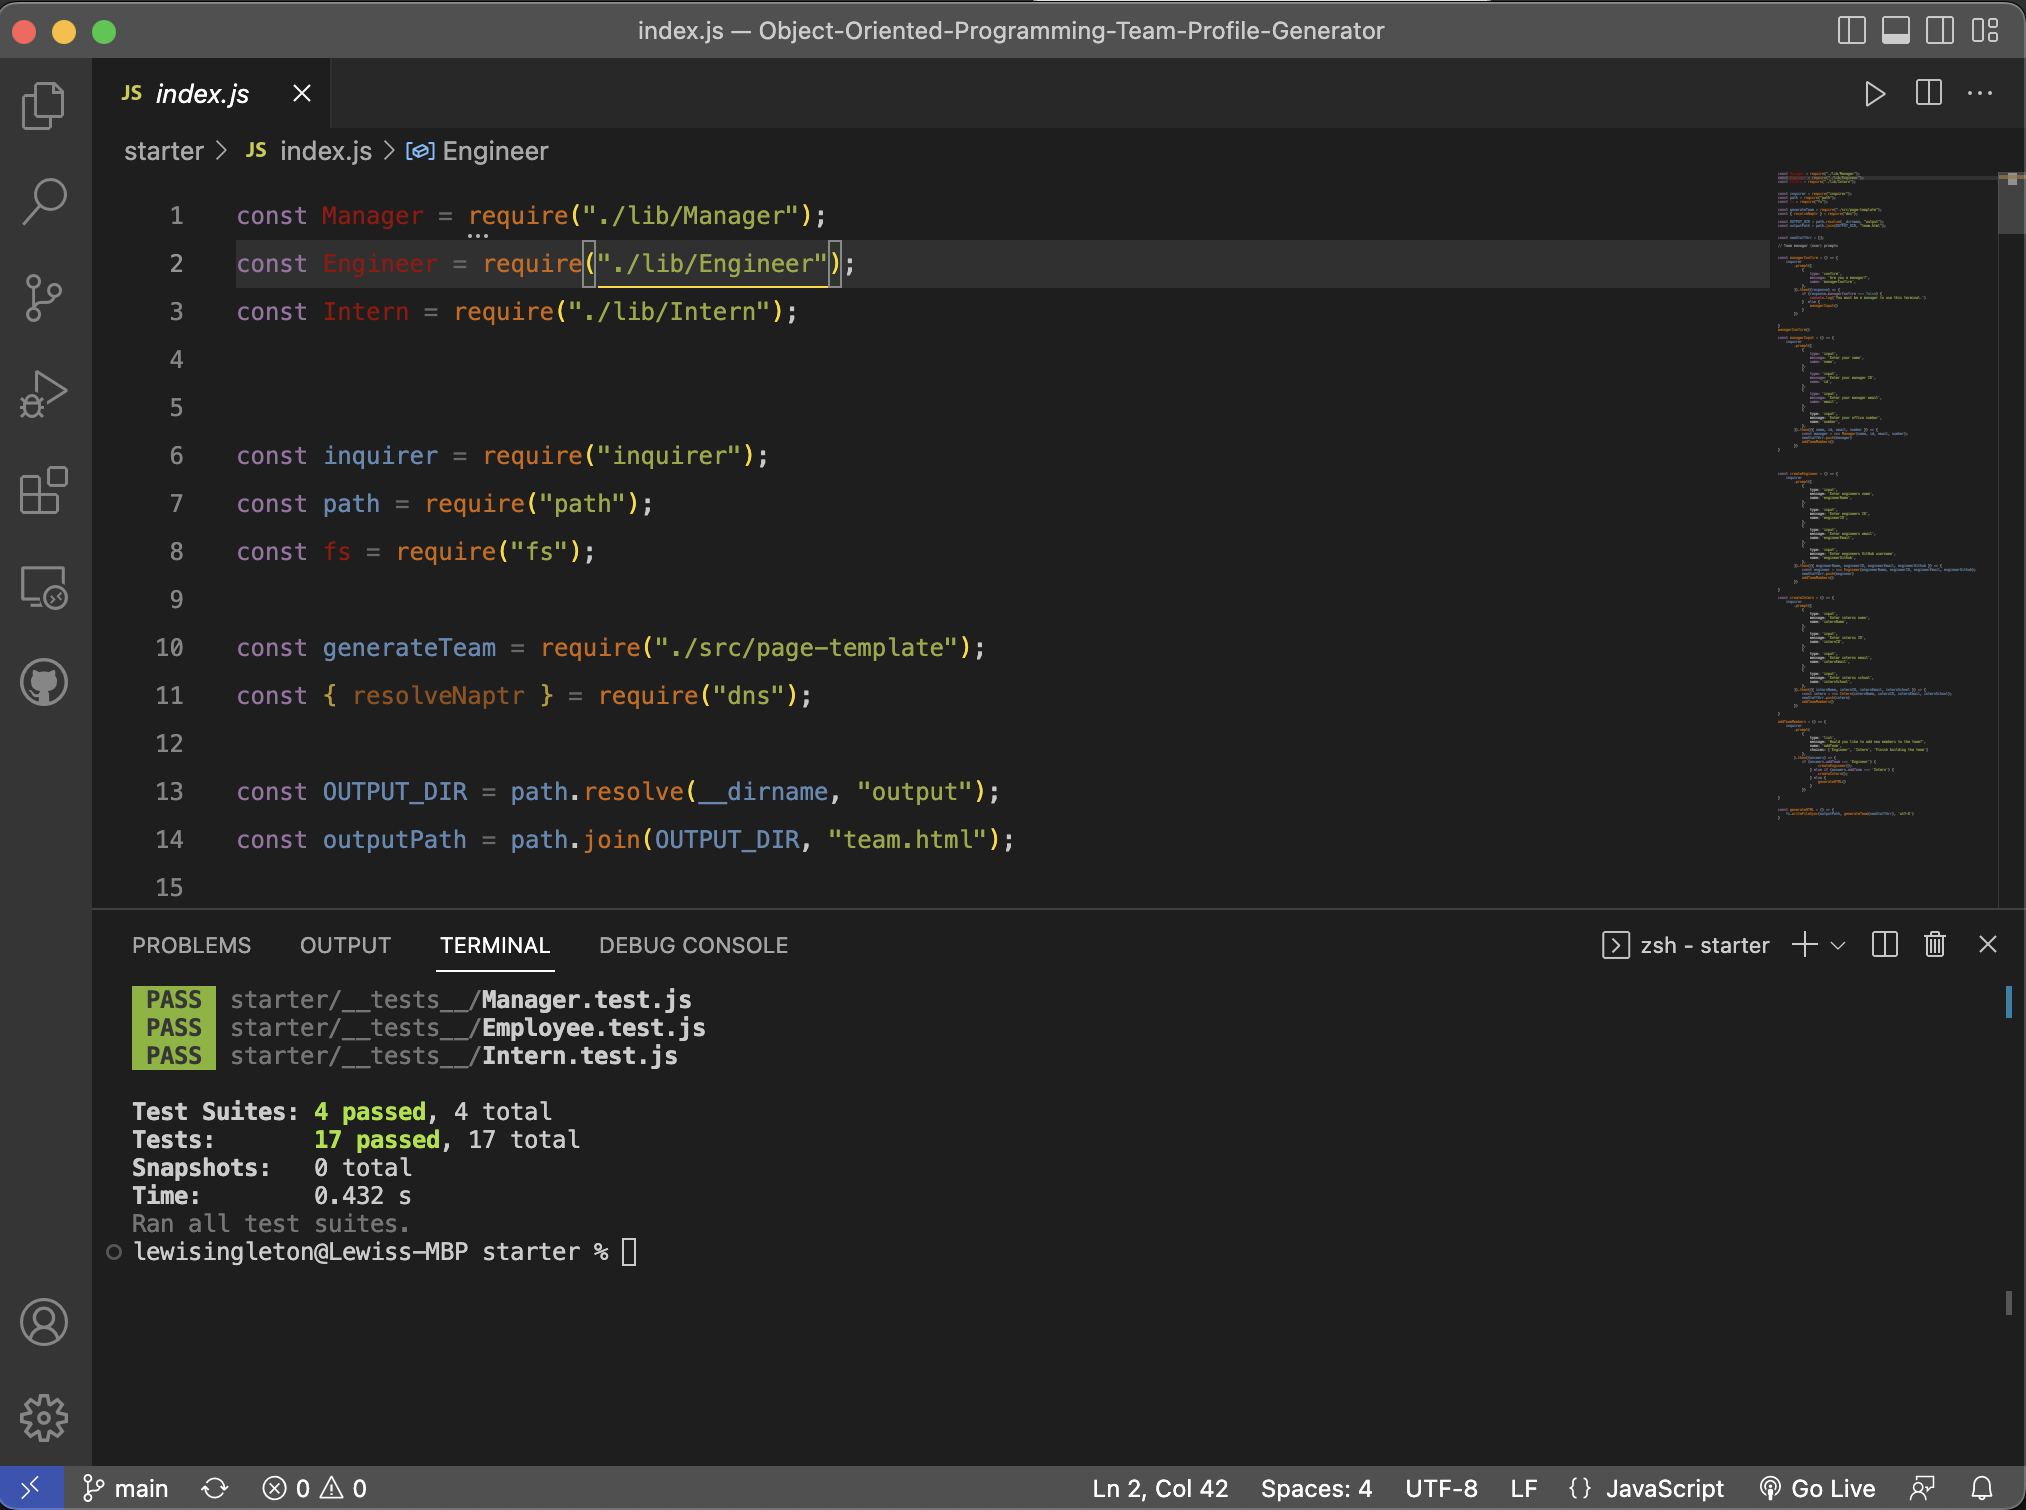 index.js — Object-Oriented-Programming-Team-Profile-Generator
JS index.js
starter > JS index.js > Engineer
1 const Manager = require("./lib/Manager");
2 const Engineer = require("./lib/Engineer");
3 const Intern = require("./lib/Intern");
4
5
6 const inquirer = require("inquirer");
7 const path = require("path");
8 const fs = require("fs");
9
10 const generateTeam = require("./src/page-template");
11 const { resolveNaptr } = require("dns");
12
13 const OUTPUT_DIR = path.resolve(__dirname, "output");
14 const outputPath = path.join(OUTPUT_DIR, "team.html");
15
PROBLEMS OUTPUT TERMINAL DEBUG CONSOLE zsh - starter
PASS starter/__tests__/Manager.test.js
PASS starter/__tests__/Employee.test.js
PASS starter/__tests__/Intern.test.js
Test Suites: 4 passed, 4 total
Tests: 17 passed, 17 total
Snapshots: 0 total
Time: 0.432 s
Ran all test suites.
lewisingleton@Lewiss-MBP starter %
main 0 0 Ln 2, Col 42 Spaces: 4 UTF-8 LF {} JavaScript Go Live